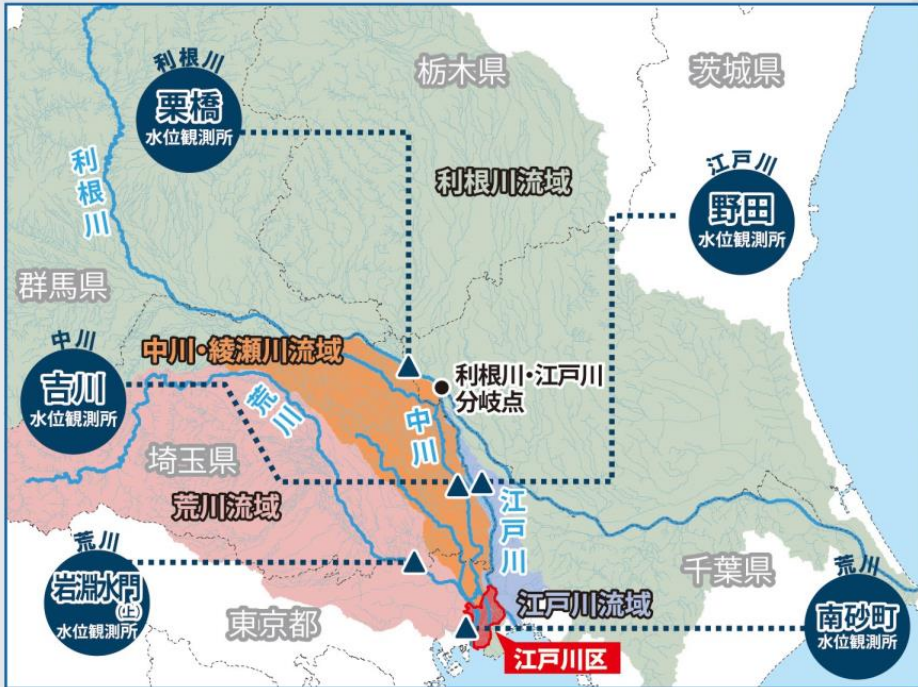 利根川
栗橋
水位観測所
栃木県
茨城県
利根川
利根川流域
江戸川
野田
水位観測所
群馬県
中川
吉川
水位観測所
中川・綾瀬川流域
利根川・江戸川
分岐点
荒川
中川
埼玉県
荒川流域
江戸川
荒川
岩淵水門
(上)
水位観測所
東京都
江戸川流域
江戸川区
千葉県
荒川
南砂町
水位観測所